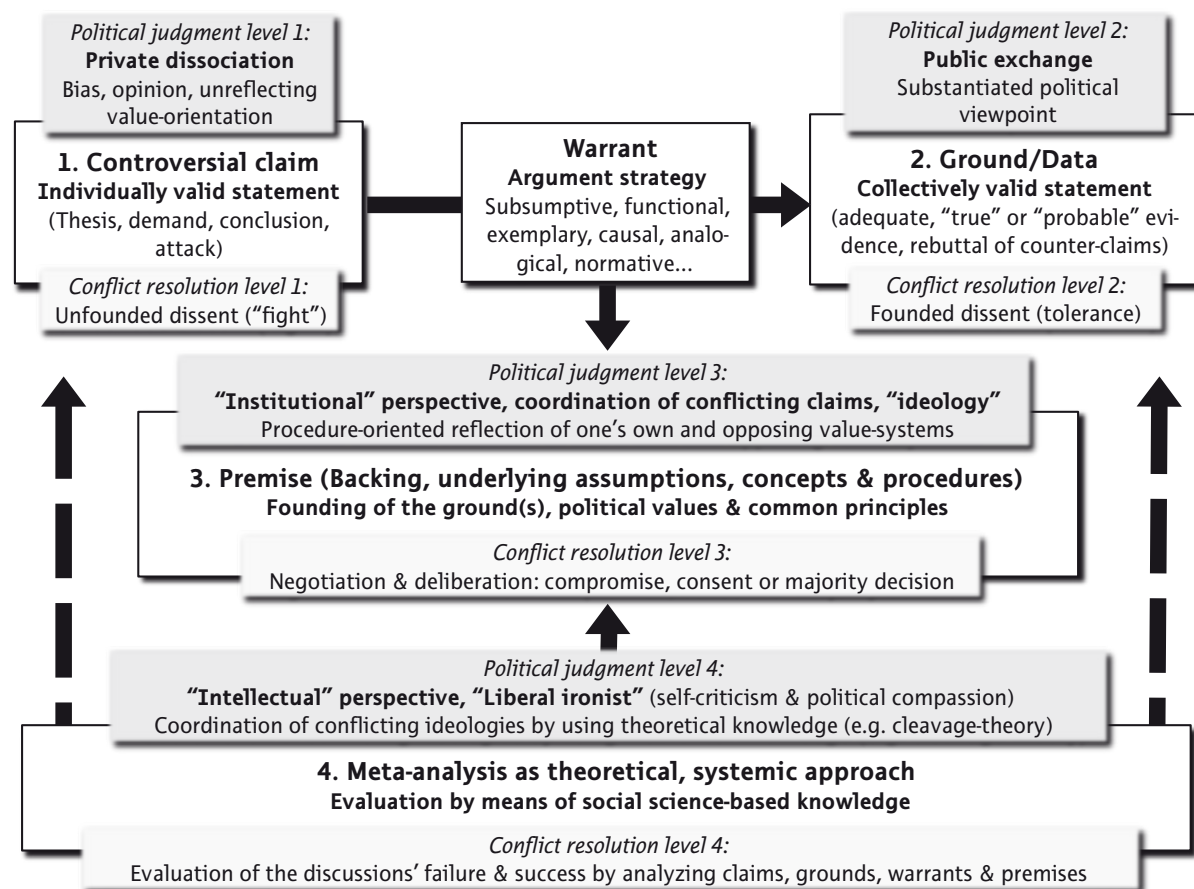 Political judgment level 1:
Private dissociation
Bias, opinion, unreflecting
value-orientation
1. Controversial claim
Individually valid statement
(Thesis, demand, conclusion,
attack)
Conflict resolution level 1:
Unfounded dissent (“fight”)
Warrant
Argument strategy
Subsumptive, functional,
exemplary, causal, analo-
gical, normative...
Political judgment level 2:
Public exchange
Substantiated political
viewpoint
2. Ground/Data
Collectively valid statement
(adequate, “true” or “probable” evi-
dence, rebuttal of counter-claims)
Conflict resolution level 2:
Founded dissent (tolerance)
Political judgment level 3:
“Institutional” perspective, coordination of conflicting claims, “ideology”
Procedure-oriented reflection of one’s own and opposing value-systems
3. Premise (Backing, underlying assumptions, concepts & procedures)
Founding of the ground(s), political values & common principles
Conflict resolution level 3:
Negotiation & deliberation: compromise, consent or majority decision
Political judgment level 4:
“Intellectual” perspective, “Liberal ironist” (self-criticism & political compassion)
Coordination of conflicting ideologies by using theoretical knowledge (e.g. cleavage-theory)
4. Meta-analysis as theoretical, systemic approach
Evaluation by means of social science-based knowledge
Conflict resolution level 4:
Evaluation of the discussions’ failure & success by analyzing claims, grounds, warrants & premises